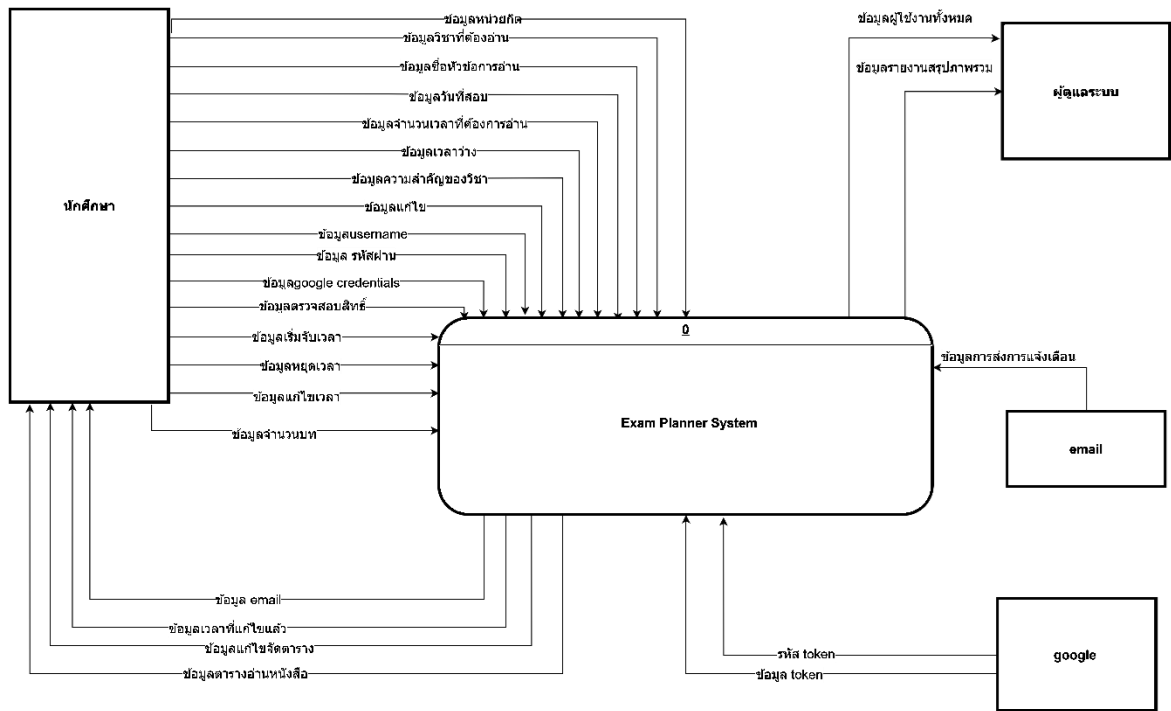 ข้อมูลหน่วยกิต
ข้อมูลวิชาที่ต้องอ่าน
ข้อมูลชื่อหัวข้อการอ่าน
ข้อมูลวันที่สอบ
ข้อมูลจำนวนเวลาที่ต้องการอ่าน
ข้อมูลเวลาว่าง
ข้อมูลความสำคัญของวิชา
ข้อมูลแก้ไข
ข้อมูลusername
ข้อมูล รหัสผ่าน
ข้อมูลgoogle credentials
ข้อมูลตรวจสอบสิทธิ์
ข้อมูลเริ่มจับเวลา
ข้อมูลหยุดเวลา
ข้อมูลแก้ไขเวลา
ข้อมูลจำนวนบท
นักศึกษา
ข้อมูลผู้ใช้งานทั้งหมด
ข้อมูลรายงานสรุปภาพรวม
ผู้ดูแลระบบ
0
Exam Planner System
ข้อมูลการส่งการแจ้งเตือน
email
ข้อมูล email
ข้อมูลเวลาที่แก้ไขแล้ว
ข้อมูลแก้ไขจัดตาราง
ข้อมูลตารางอ่านหนังสือ
รหัส token
ข้อมูล token
google